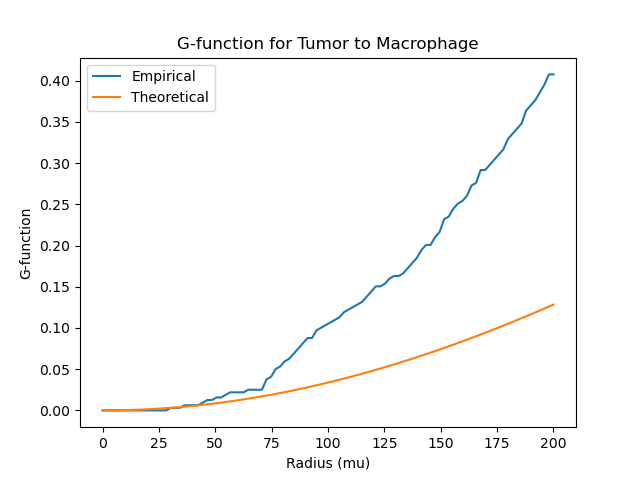 G-function for Tumor to Macrophage
Empirical
Theoretical
0.40
0.35
0.30
0.25
0.20
0.15
0.10
0.05
0.00
G-function
0 25 50 75 100 125 150 175 200
Radius (mu)